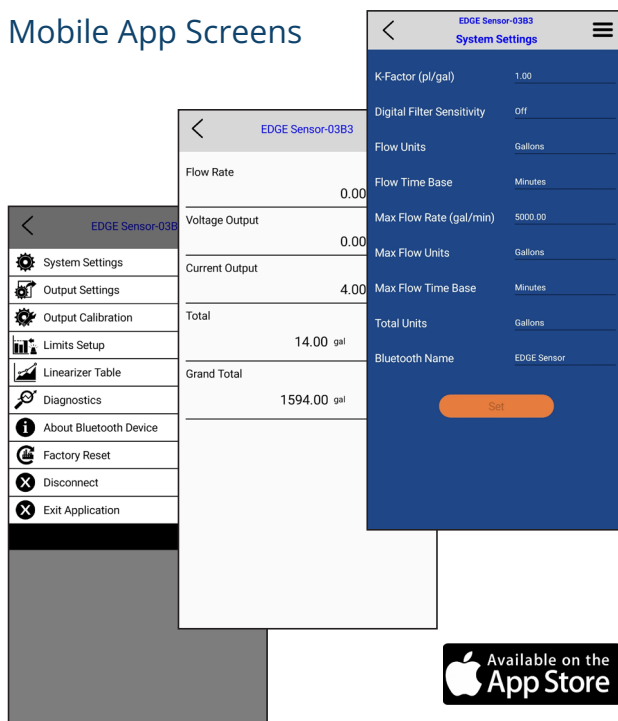 Mobile App Screens
EDGE Sensor-03B3
System Settings
K-Factor (pl/gal) 1.00
Digital Filter Sensitivity Off
Flow Units Gallons
Flow Time Base Minutes
Max Flow Rate (gal/min) 5000.00
Max Flow Units Gallons
Max Flow Time Base Minutes
Total Units Gallons
Bluetooth Name EDGE Sensor
Set
EDGE Sensor-03B3
Flow Rate
0.00
Voltage Output
0.00
Current Output
4.00
Total
14.00 gal
Grand Total
1594.00 gal
EDGE Sensor-03B
System Settings
Output Settings
Output Calibration
Limits Setup
Linearizer Table
Diagnostics
About Bluetooth Device
Factory Reset
Disconnect
Exit Application
Available on the
App Store